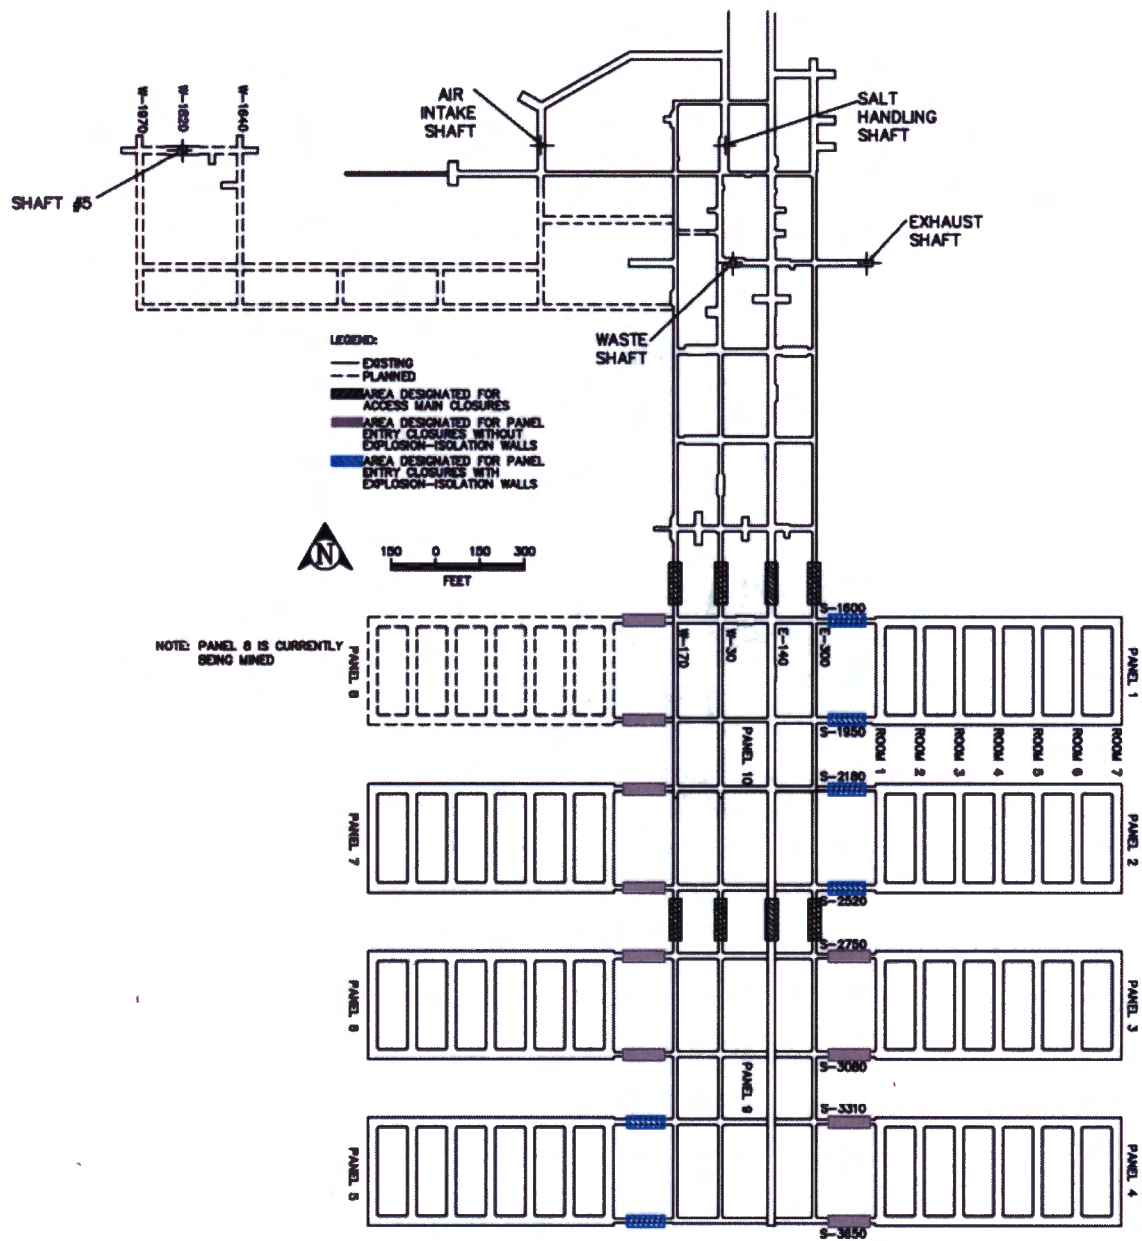 W-1970
W-1620
W-1640
AIR
INTAKE
SHAFT
SALT
HANDLING
SHAFT
SHAFT #5
EXHAUST
SHAFT
WASTE
SHAFT
LEGEND:
EXISTING
PLANNED
AREA DESIGNATED FOR
ACCESS MAIN CLOSURES
AREA DESIGNATED FOR PANEL
ENTRY CLOSURES WITHOUT
EXPLOSION-ISOLATION WALLS
AREA DESIGNATED FOR PANEL
ENTRY CLOSURES WITH
EXPLOSION-ISOLATION WALLS
N
150 0 150 300
FEET
NOTE: PANEL 8 IS CURRENTLY
BEING MINED
S-1600
W-170
W-30
E-140
E-300
PANEL 8
PANEL 1
S-1950
PANEL 10
ROOM 1
ROOM 2
ROOM 3
ROOM 4
ROOM 5
ROOM 6
ROOM 7
S-2180
PANEL 7
PANEL 2
S-2520
S-2750
PANEL 6
PANEL 3
S-3080
PANEL 9
S-3310
PANEL 5
PANEL 4
S-3650